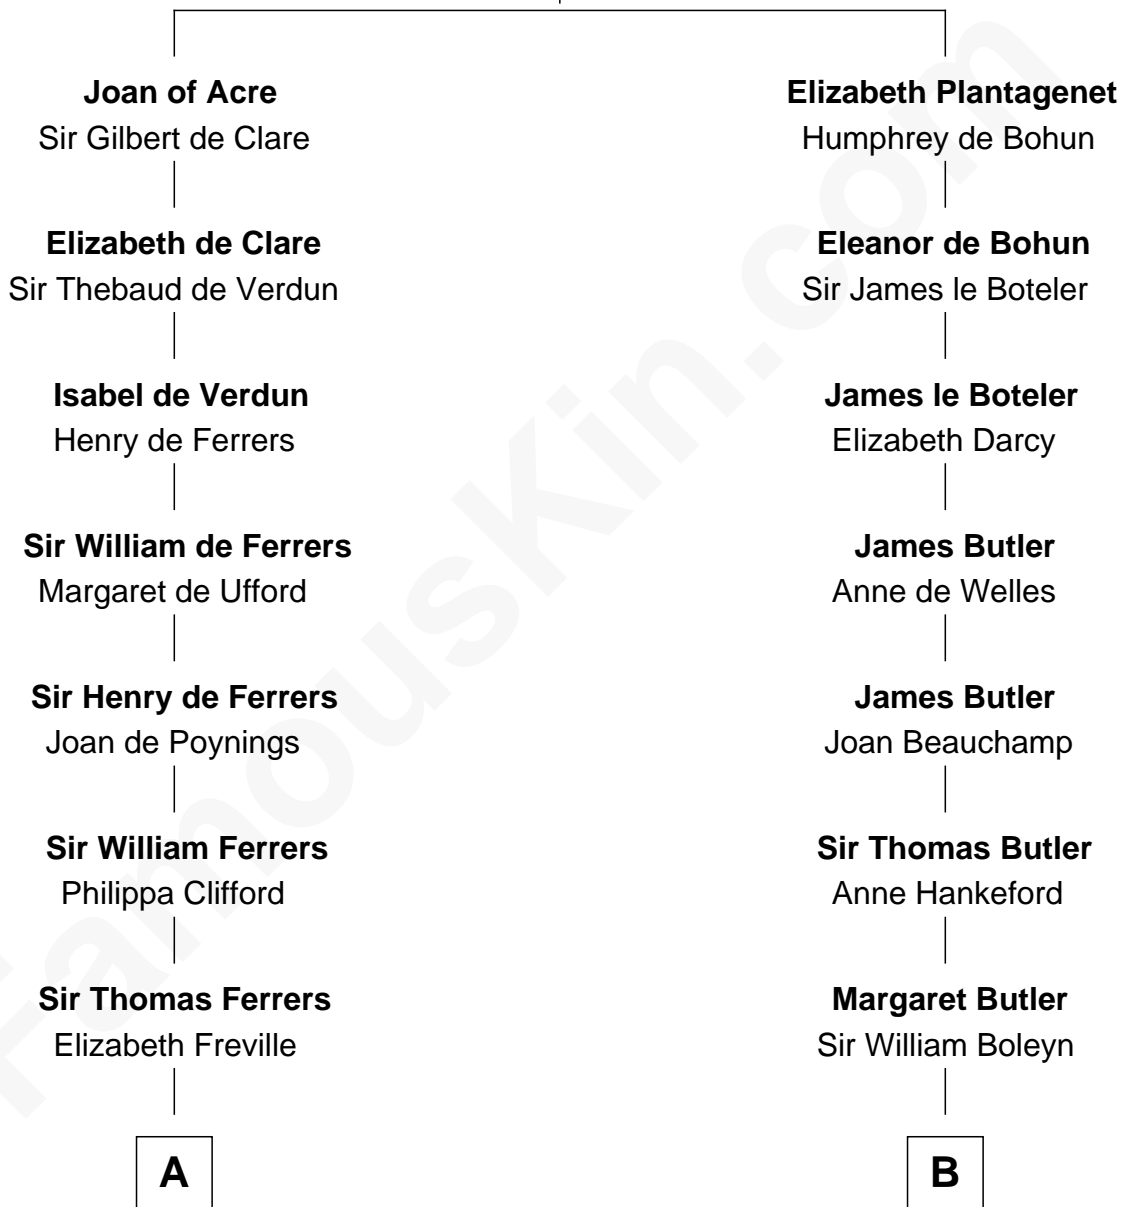 Joan of Acre
Sir Gilbert de Clare
Elizabeth de Clare
Sir Thebaud de Verdun
Isabel de Verdun
Henry de Ferrers
Sir William de Ferrers
Margaret de Ufford
Sir Henry de Ferrers
Joan de Poynings
Sir William Ferrers
Philippa Clifford
Sir Thomas Ferrers
Elizabeth Freville
A
Elizabeth Plantagenet
Humphrey de Bohun
Eleanor de Bohun
Sir James le Boteler
James le Boteler
Elizabeth Darcy
James Butler
Anne de Welles
James Butler
Joan Beauchamp
Sir Thomas Butler
Anne Hankeford
Margaret Butler
Sir William Boleyn
B
FamousKin.com